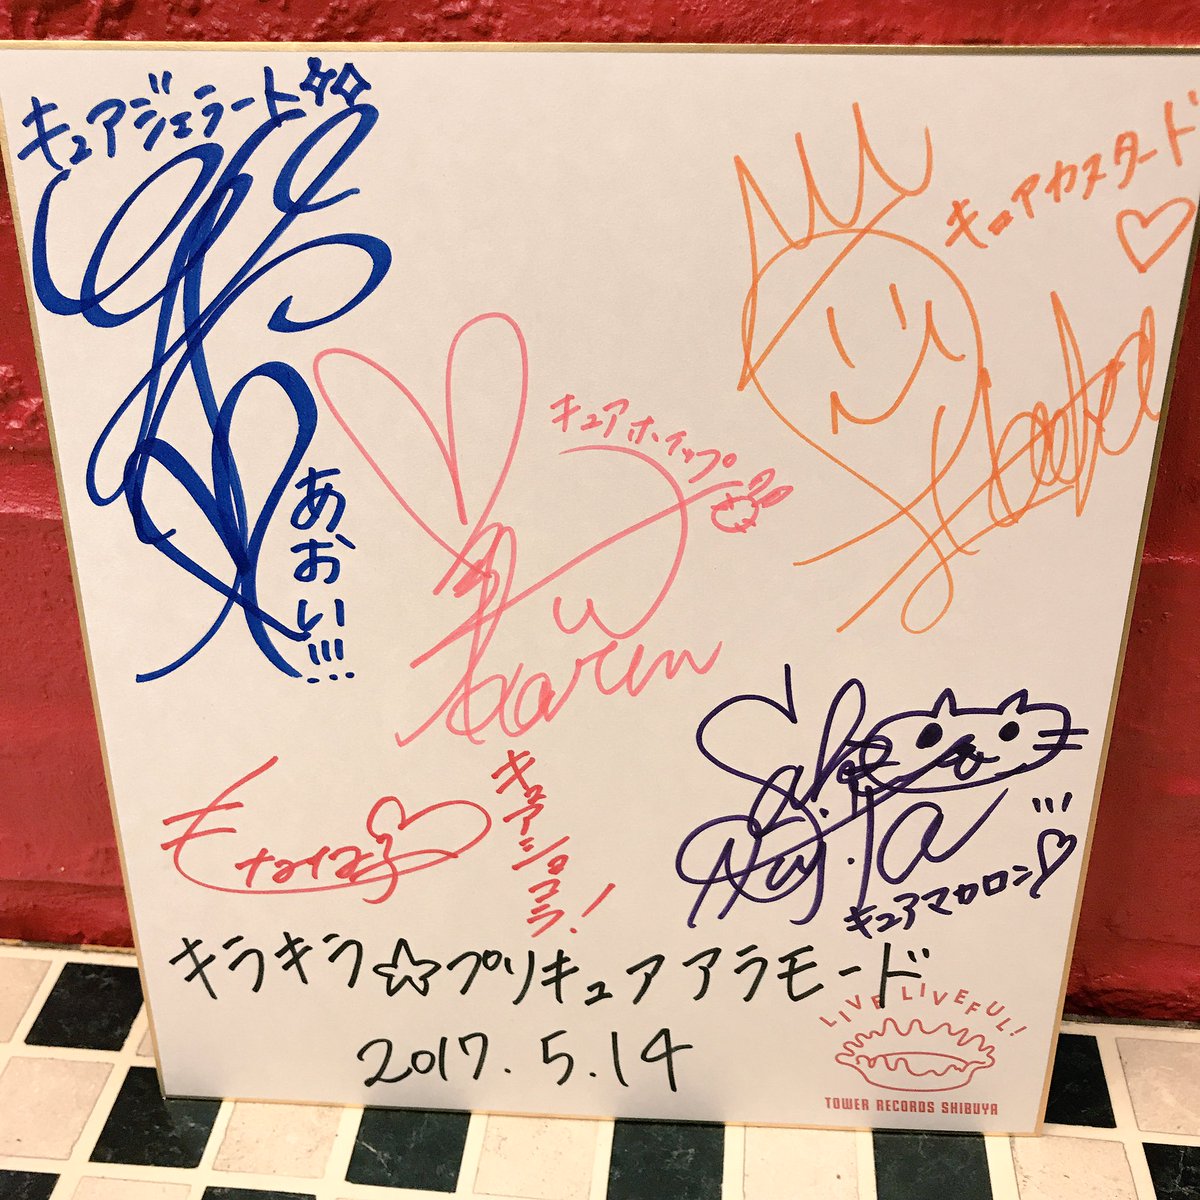 キュアジェラート
あおい!!!
キュアカスタード
キュアホイップ
Karen
キュアショコラ!
キュアマカロン
キラキラ☆プリキュアアラモード
2017.5.14
LIVE LIVEFUL!
TOWER RECORDS SHIBUYA